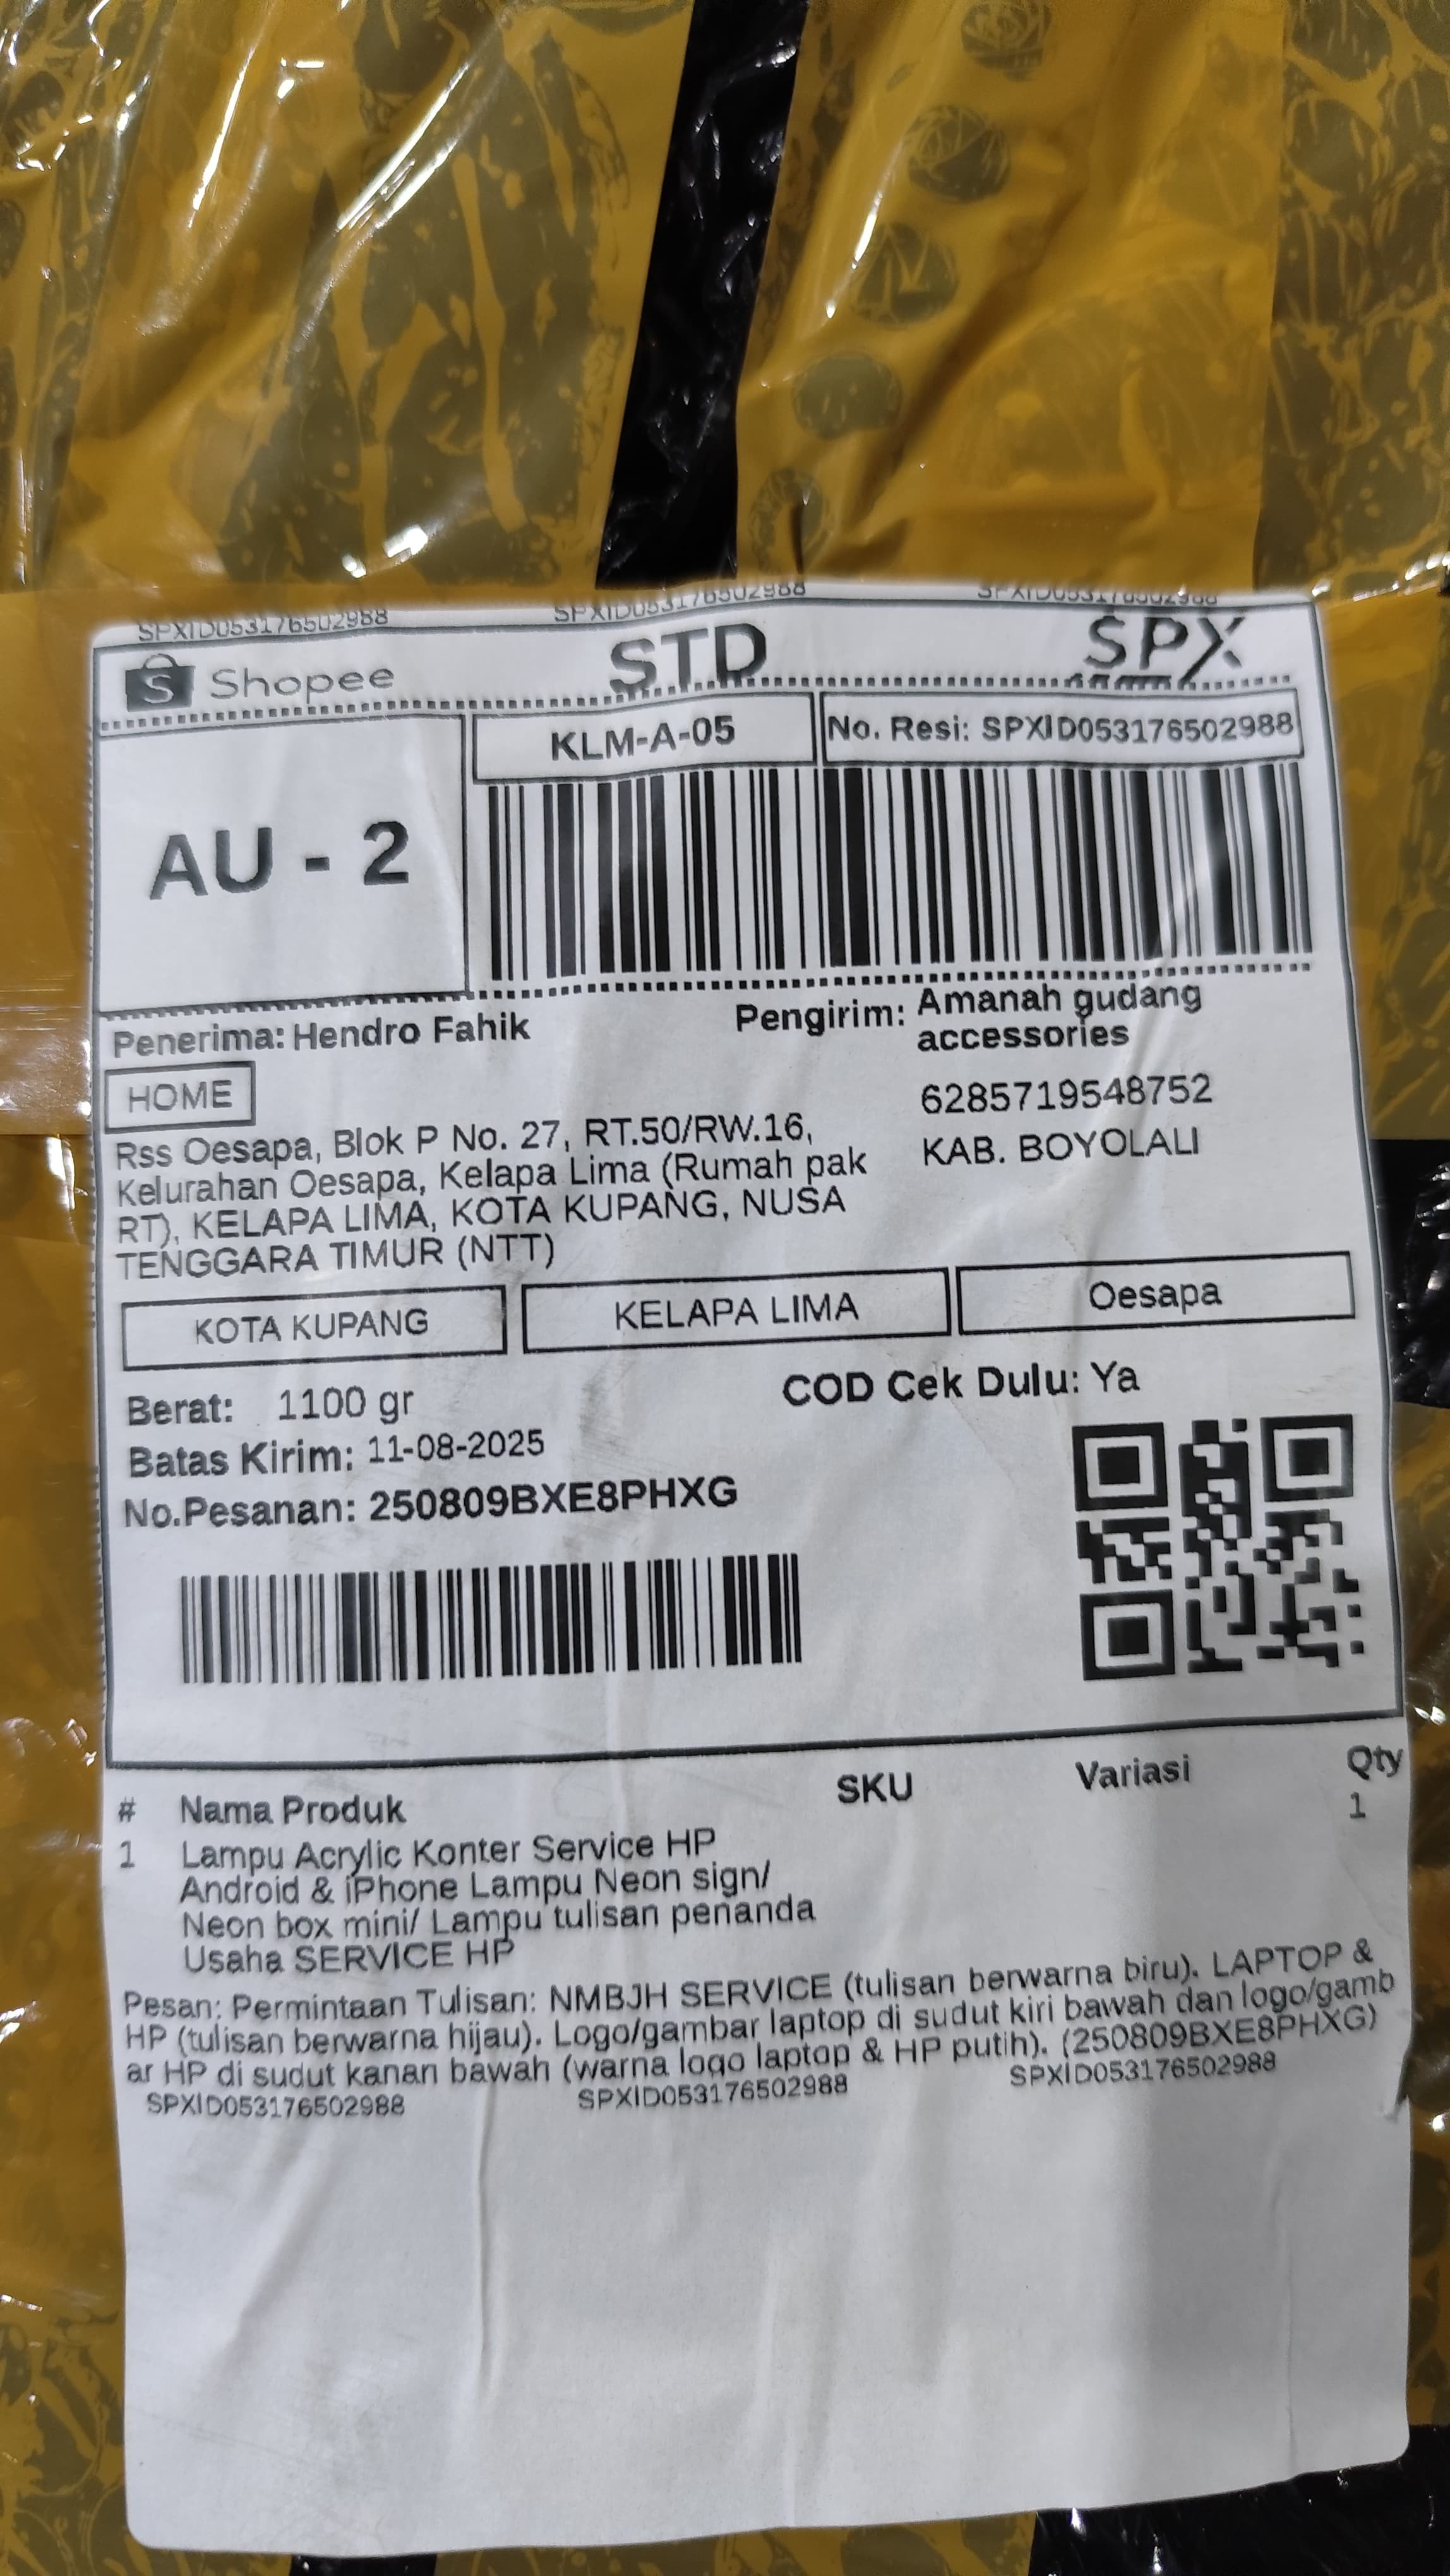 SPXID053176502988 SPXID053176502988 SPXID053176502988
Shopee STD SPX
KLM-A-05 No. Resi: SPXID053176502988
AU - 2
Penerima: Hendro Fahik
Pengirim: Amanah gudang
accessories
HOME
6285719548752
KAB. BOYOLALI
Rss Oesapa, Blok P No. 27, RT.50/RW.16,
Kelurahan Oesapa, Kelapa Lima (Rumah pak
RT), KELAPA LIMA, KOTA KUPANG, NUSA
TENGGARA TIMUR (NTT)
KOTA KUPANG KELAPA LIMA Oesapa
Berat: 1100 gr
COD Cek Dulu: Ya
Batas Kirim: 11-08-2025
No.Pesanan: 250809BXE8PHXG
# Nama Produk SKU Variasi Qty
1 Lampu Acrylic Konter Service HP 1
Android & iPhone Lampu Neon sign/
Neon box mini/ Lampu tulisan penanda
Usaha SERVICE HP
Pesan: Permintaan Tulisan: NMBJH SERVICE (tulisan berwarna biru). LAPTOP &
HP (tulisan berwarna hijau). Logo/gambar laptop di sudut kiri bawah dan logo/gamb
ar HP di sudut kanan bawah (warna logo laptop & HP putih). (250809BXE8PHXG)
SPXID053176502988 SPXID053176502988 SPXID053176502988